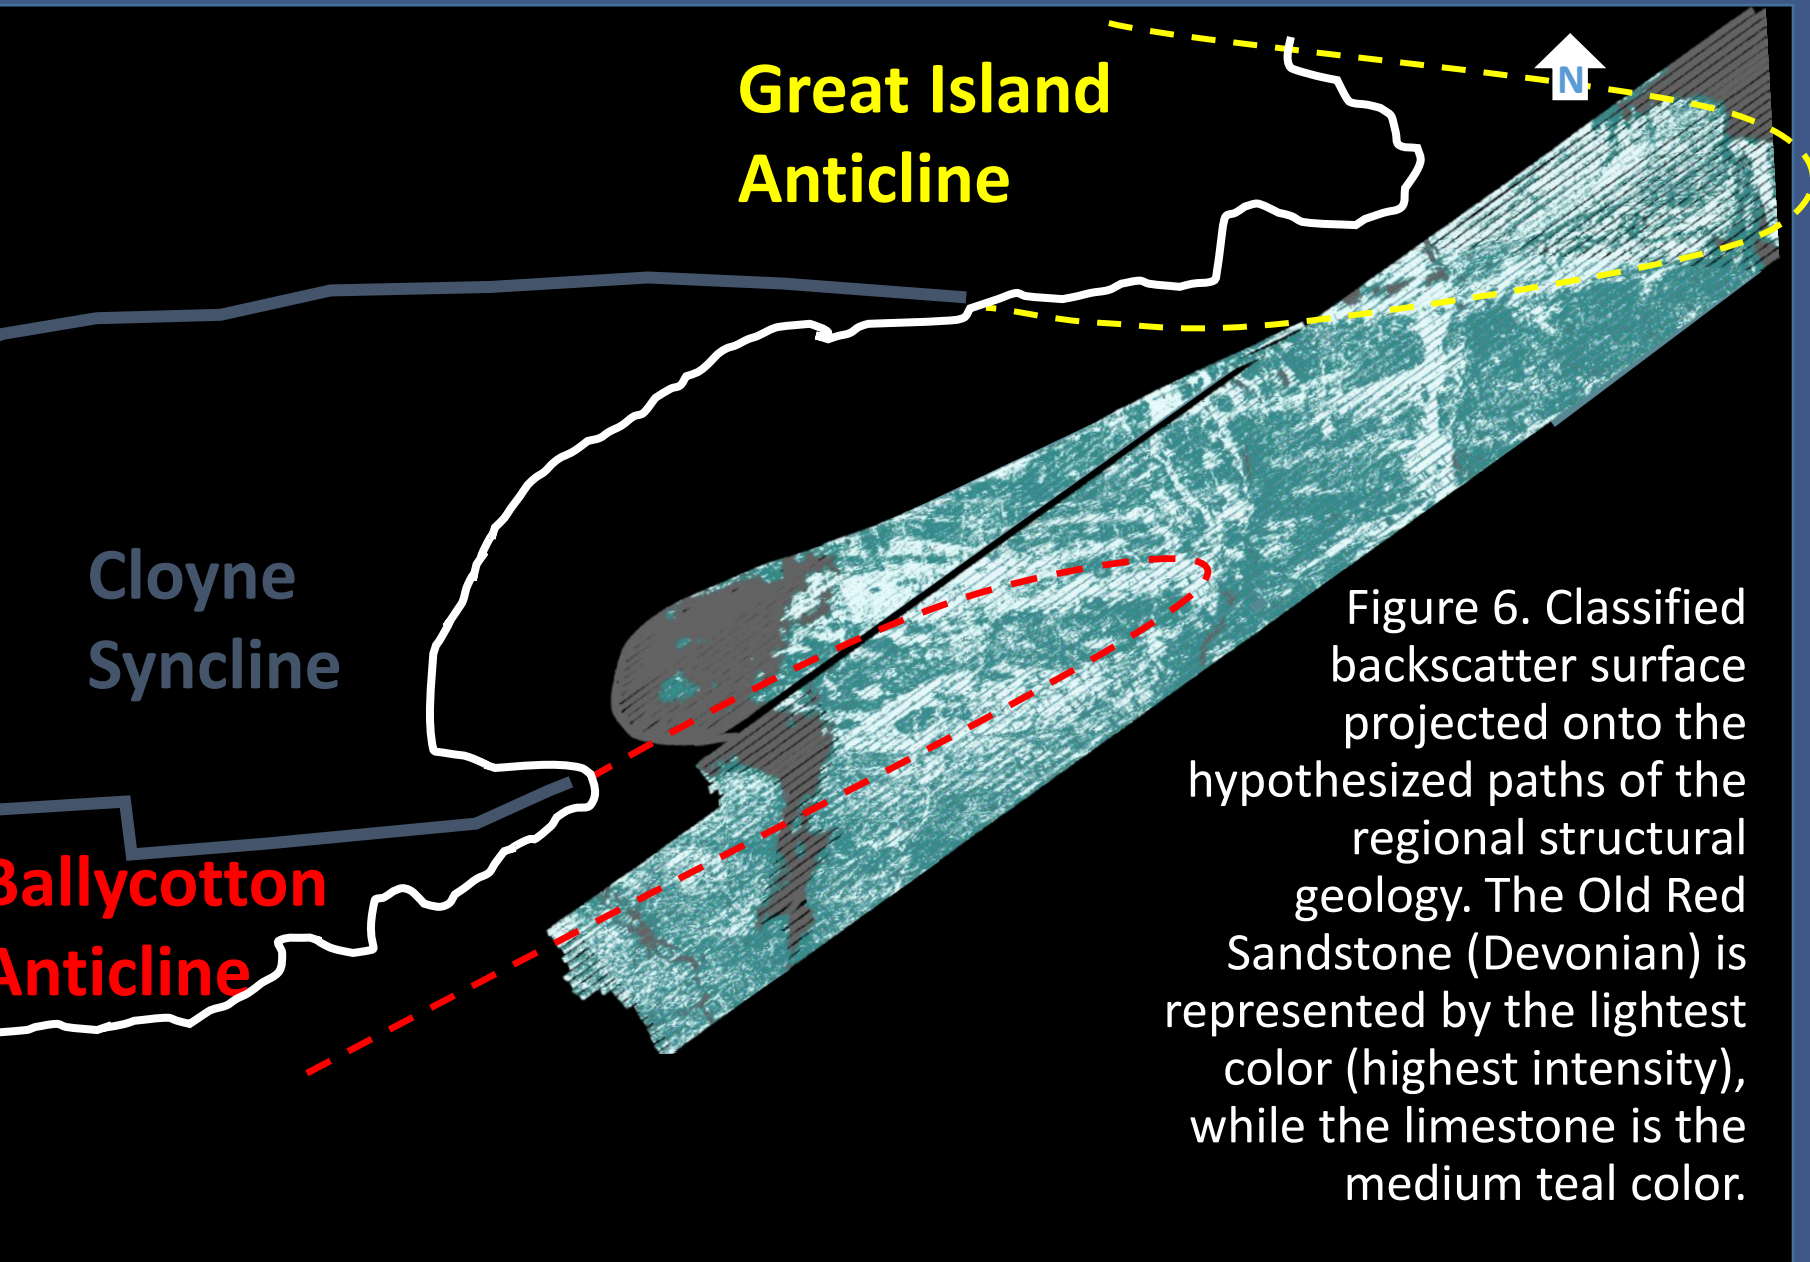 Great Island
Anticline
N
Cloyne
Syncline
Ballycotton
Anticline
Figure 6. Classified
backscatter surface
projected onto the
hypothesized paths of the
regional structural
geology. The Old Red
Sandstone (Devonian) is
represented by the lightest
color (highest intensity),
while the limestone is the
medium teal color.